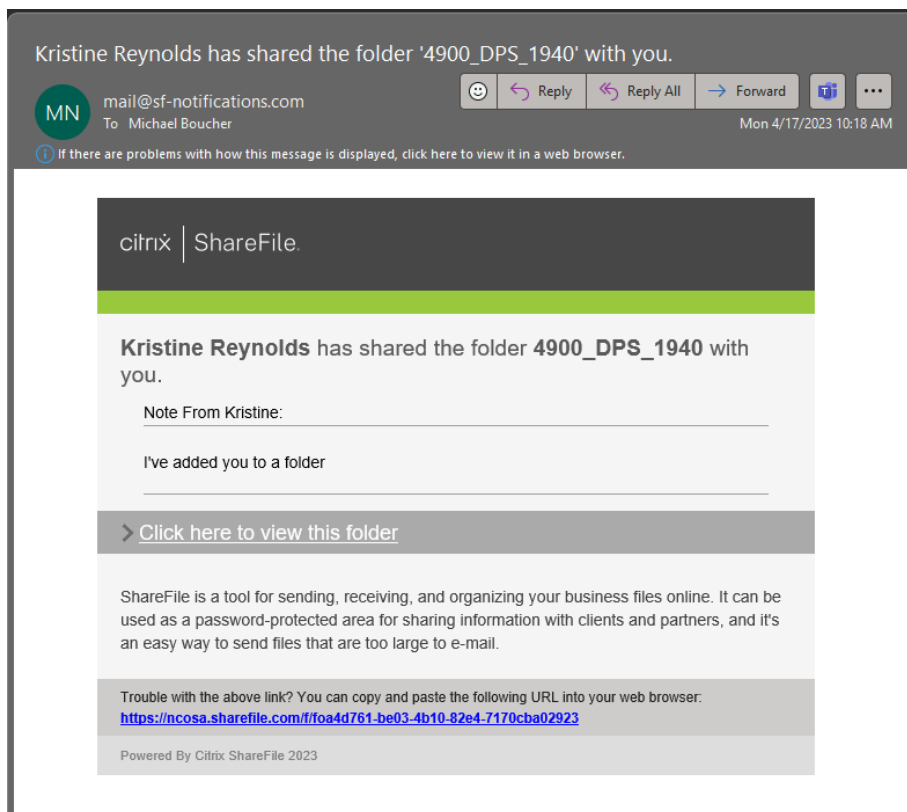 Kristine Reynolds has shared the folder '4900_DPS_1940' with you.
MN
mail@sf-notifications.com
To Michael Boucher
Reply
Reply All
Forward
Mon 4/17/2023 10:18 AM
If there are problems with how this message is displayed, click here to view it in a web browser.
citrix | ShareFile.
Kristine Reynolds has shared the folder 4900_DPS_1940 with
you.
Note From Kristine:
I've added you to a folder
Click here to view this folder
ShareFile is a tool for sending, receiving, and organizing your business files online. It can be
used as a password-protected area for sharing information with clients and partners, and it's
an easy way to send files that are too large to e-mail.
Trouble with the above link? You can copy and paste the following URL into your web browser:
https://ncosa.sharefile.com/f/foa4d761-be03-4b10-82e4-7170cba02923
Powered By Citrix ShareFile 2023